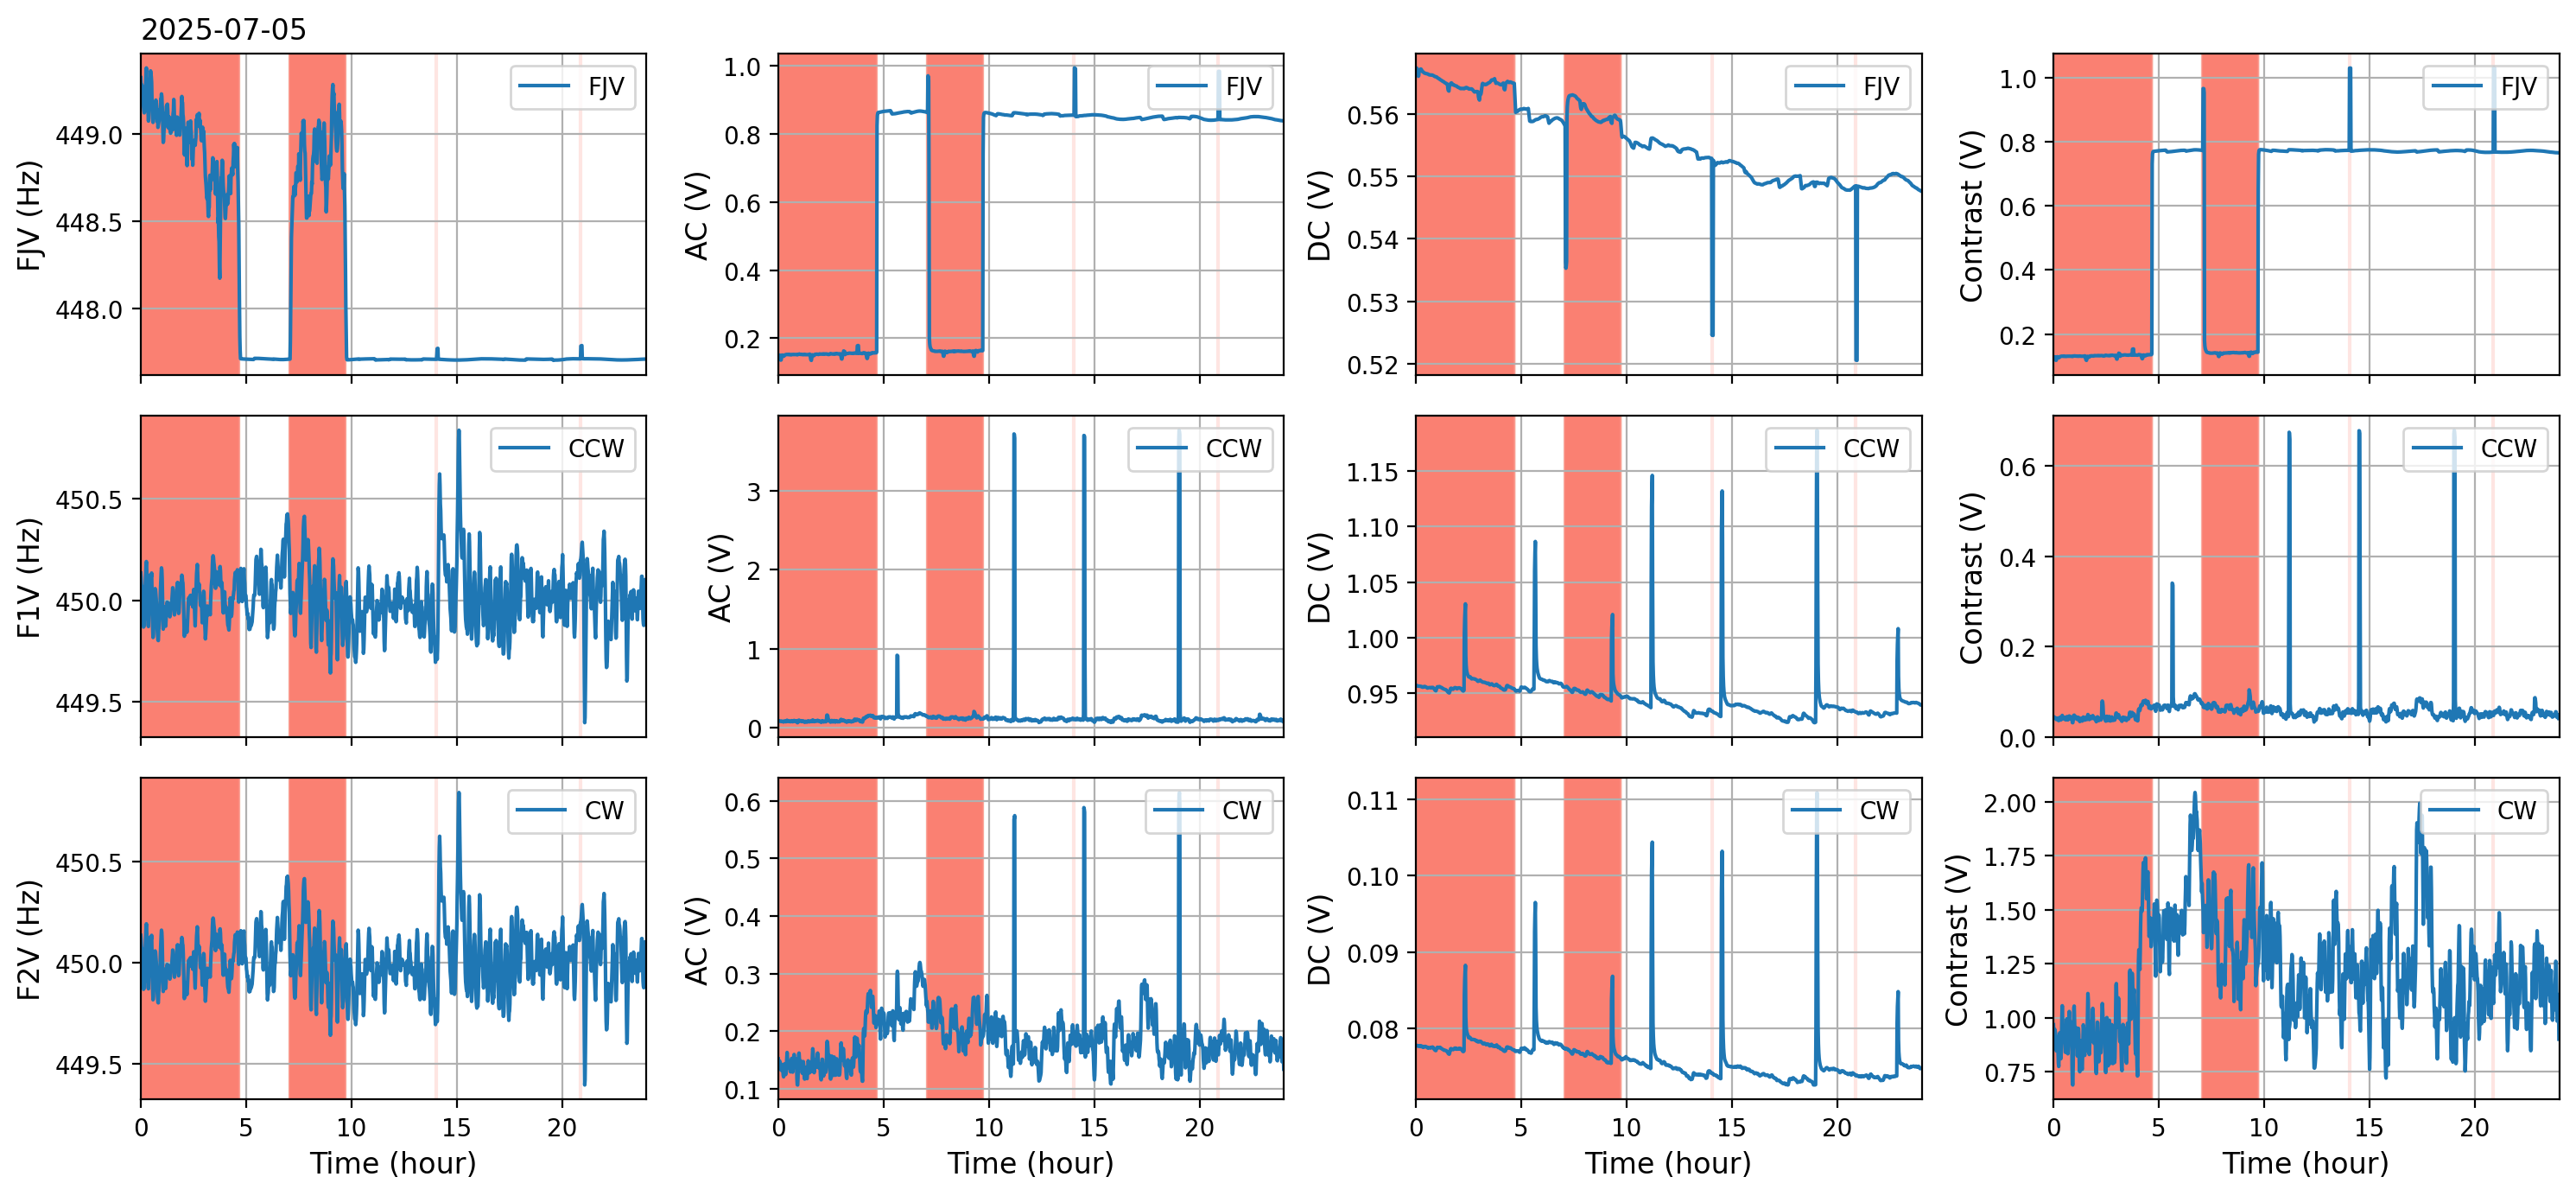 2025-07-05
FJV (Hz)
449.0
448.5
448.0
FJV
AC (V)
1.0
0.8
0.6
0.4
0.2
FJV
DC (V)
0.56
0.55
0.54
0.53
0.52
FJV
Contrast (V)
1.0
0.8
0.6
0.4
0.2
FJV
F1V (Hz)
450.5
450.0
449.5
CCW
AC (V)
3
2
1
0
CCW
DC (V)
1.15
1.10
1.05
1.00
0.95
CCW
Contrast (V)
0.6
0.4
0.2
0.0
CCW
F2V (Hz)
450.5
450.0
449.5
CW
0 5 10 15 20
Time (hour)
AC (V)
0.6
0.5
0.4
0.3
0.2
0.1
CW
0 5 10 15 20
Time (hour)
DC (V)
0.11
0.10
0.09
0.08
CW
0 5 10 15 20
Time (hour)
Contrast (V)
2.00
1.75
1.50
1.25
1.00
0.75
CW
0 5 10 15 20
Time (hour)